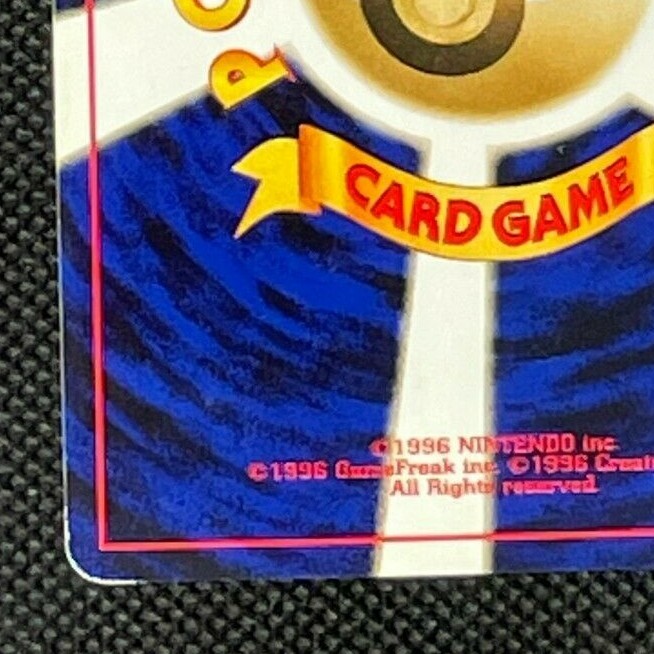 P O
CARD GAME
©1996 NINTENDO inc.
©1996 GameFreak inc. ©1996 Creat
All Rights reserved.